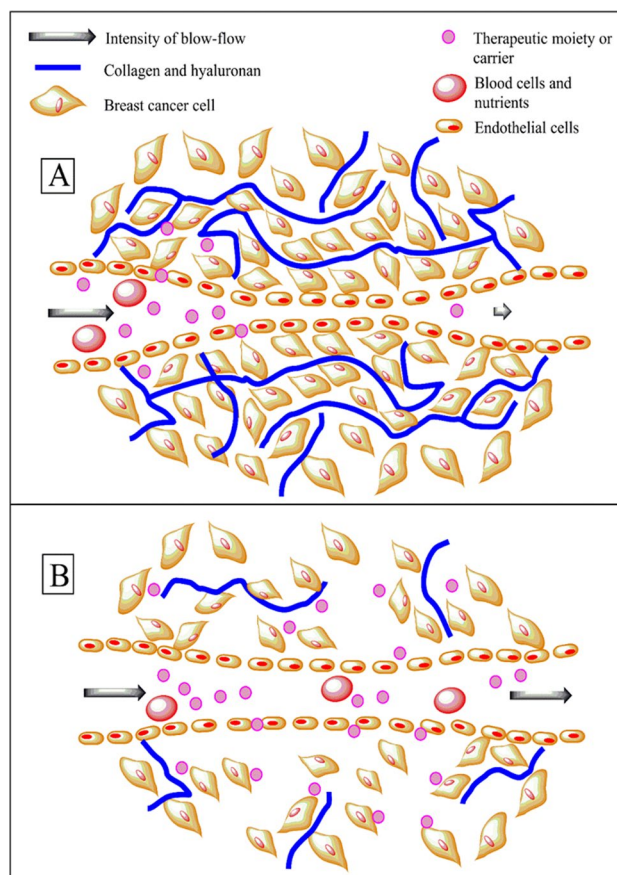 Intensity of blow-flow
Collagen and hyaluronan
Breast cancer cell
Therapeutic moiety or
carrier
Blood cells and
nutrients
Endothelial cells
A
B